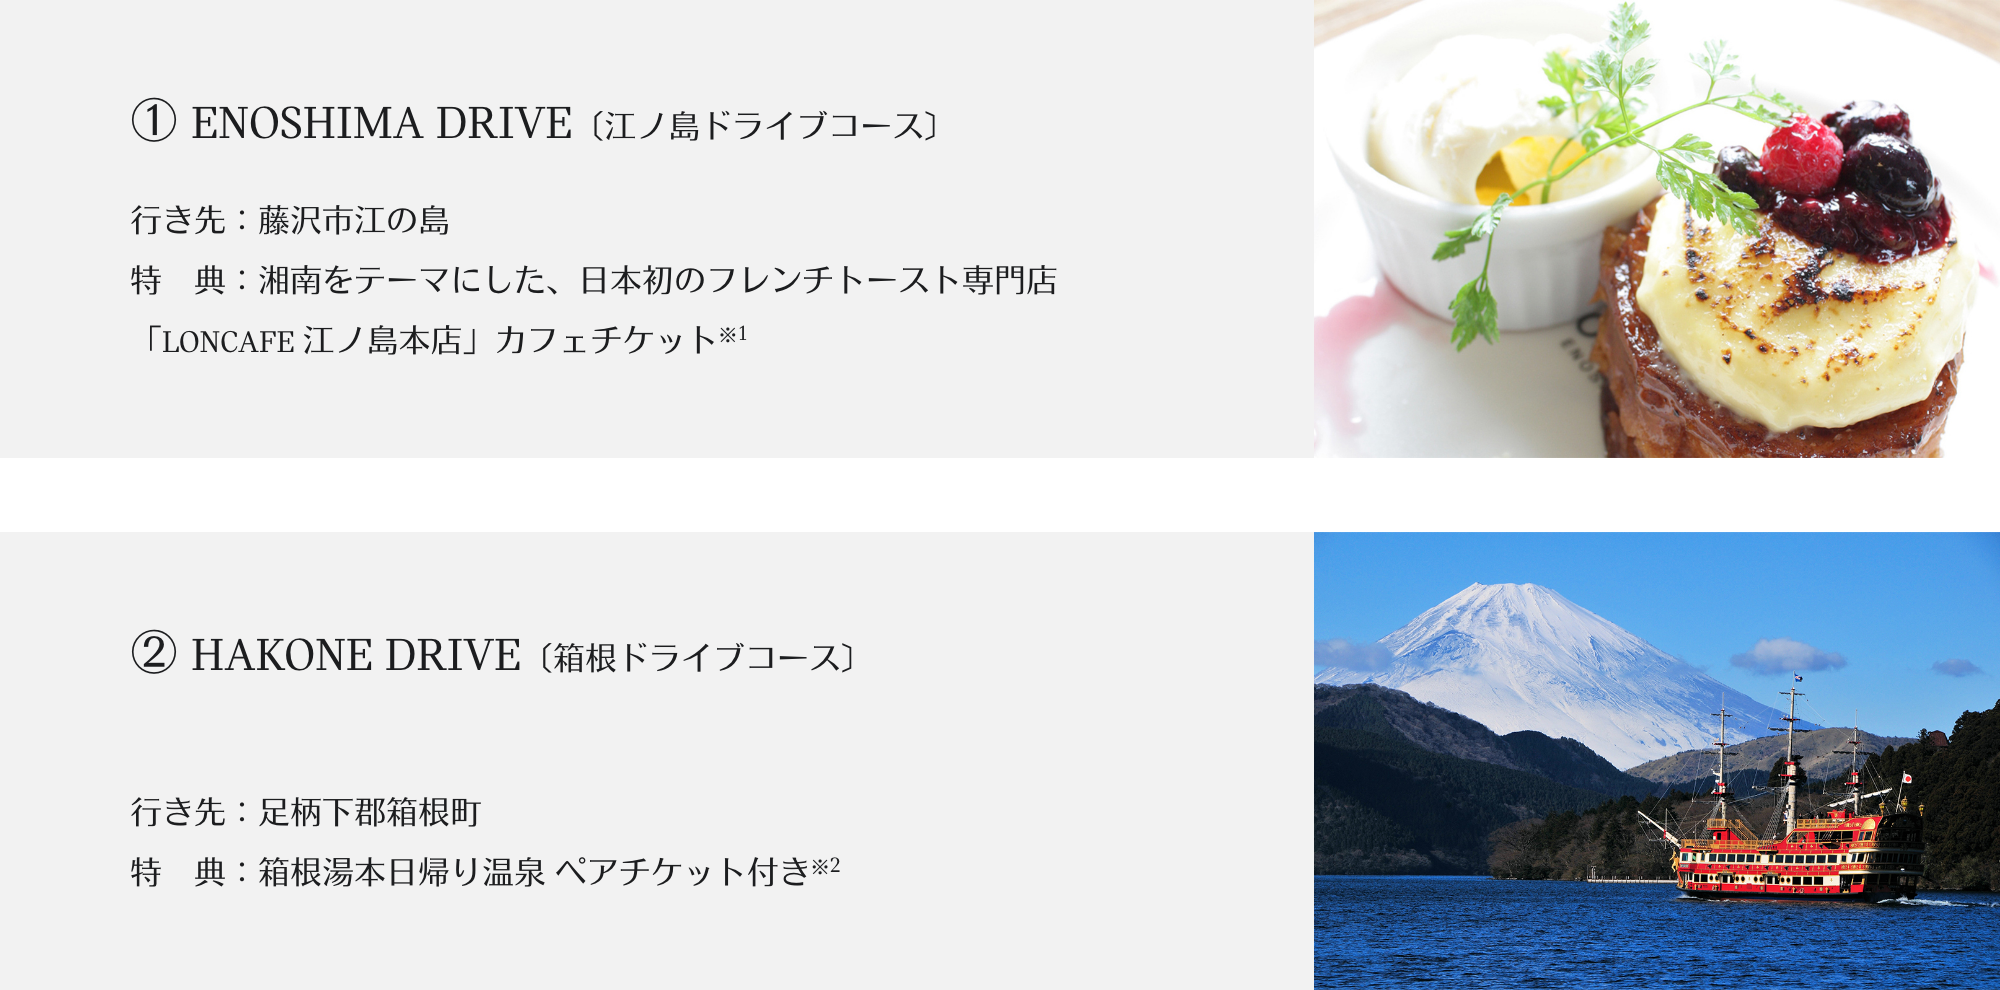 ① ENOSHIMA DRIVE〔江ノ島ドライブコース〕
行き先：藤沢市江の島
特　典：湘南をテーマにした、日本初のフレンチトースト専門店
「LONCAFE 江ノ島本店」カフェチケット※1
② HAKONE DRIVE〔箱根ドライブコース〕
行き先：足柄下郡箱根町
特　典：箱根湯本日帰り温泉 ペアチケット付き※2